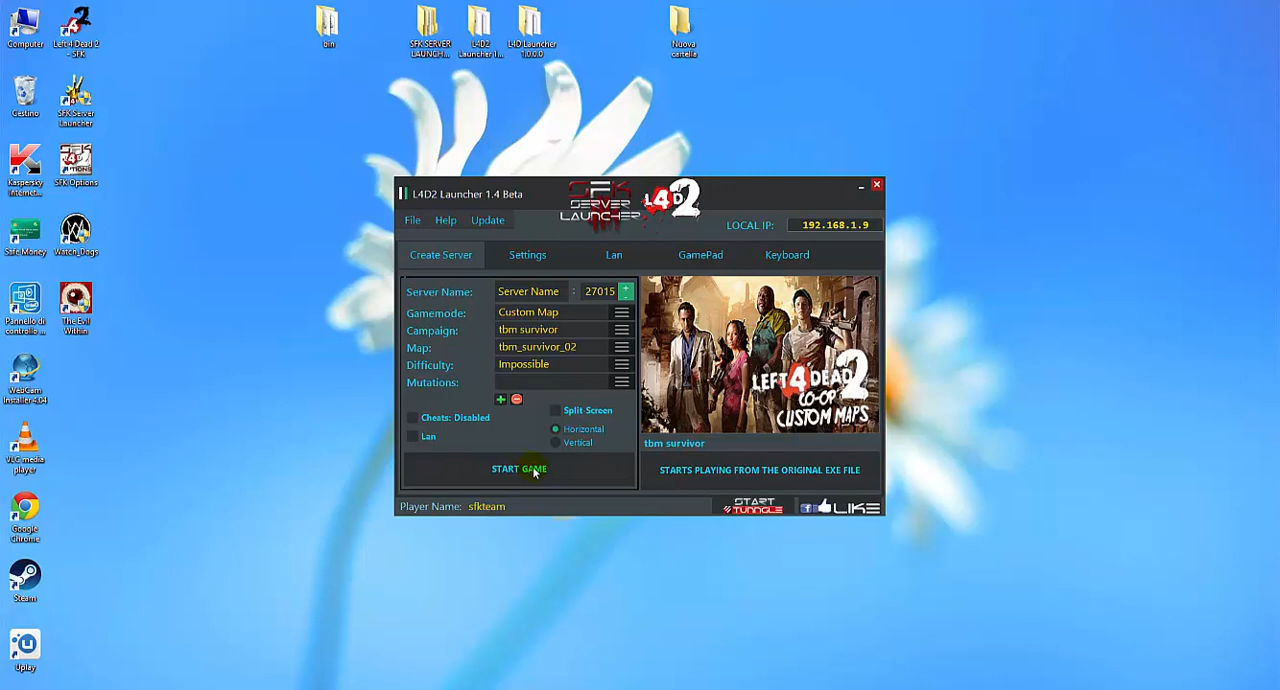 Computer
Left 4 Dead 2 - SFK
bin
SFK SERVER LAUNCH...
L4D2 Launcher I...
L4D Launcher 1.0.0.0
Nuova cartella
Cestino
SFK Server Launcher
Kaspersky Internet...
SFK Options
Safe Money
Watch_Dogs
Pannello di controllo ...
The Evil Within
WebCam Installer 4.04
VLC media player
Google Chrome
Steam
Uplay
L4D2 Launcher 1.4 Beta
SFK SERVER LAUNCHER L4D2
File Help Update
LOCAL IP: 192.168.1.9
Create Server Settings Lan GamePad Keyboard
Server Name: Server Name : 27015
Gamemode: Custom Map
Campaign: tbm survivor
Map: tbm_survivor_02
Difficulty: Impossible
Mutations:
Cheats: Disabled
Lan
Split-Screen
Horizontal
Vertical
START GAME
LEFT 4 DEAD 2
CO-OP
CUSTOM MAPS
tbm survivor
STARTS PLAYING FROM THE ORIGINAL EXE FILE
Player Name: sfkteam
START TUNNGLE
f LIKE